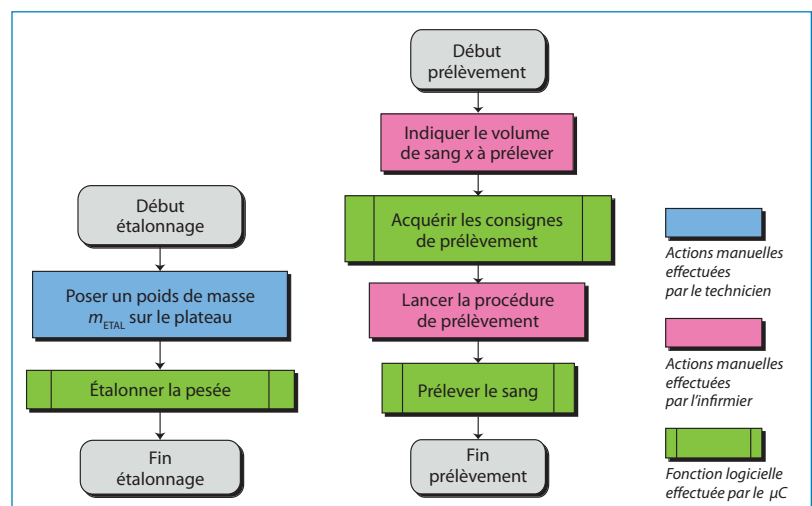 Début
étalonnage
Poser un poids de masse
m_ETAL sur le plateau
Étalonner la pesée
Fin
étalonnage
Début
prélèvement
Indiquer le volume
de sang x à prélever
Acquérir les consignes
de prélèvement
Lancer la procédure
de prélèvement
Prélever le sang
Fin
prélèvement
Actions manuelles
effectuées
par le technicien
Actions manuelles
effectuées
par l’infirmier
Fonction logicielle
effectuée par le µC